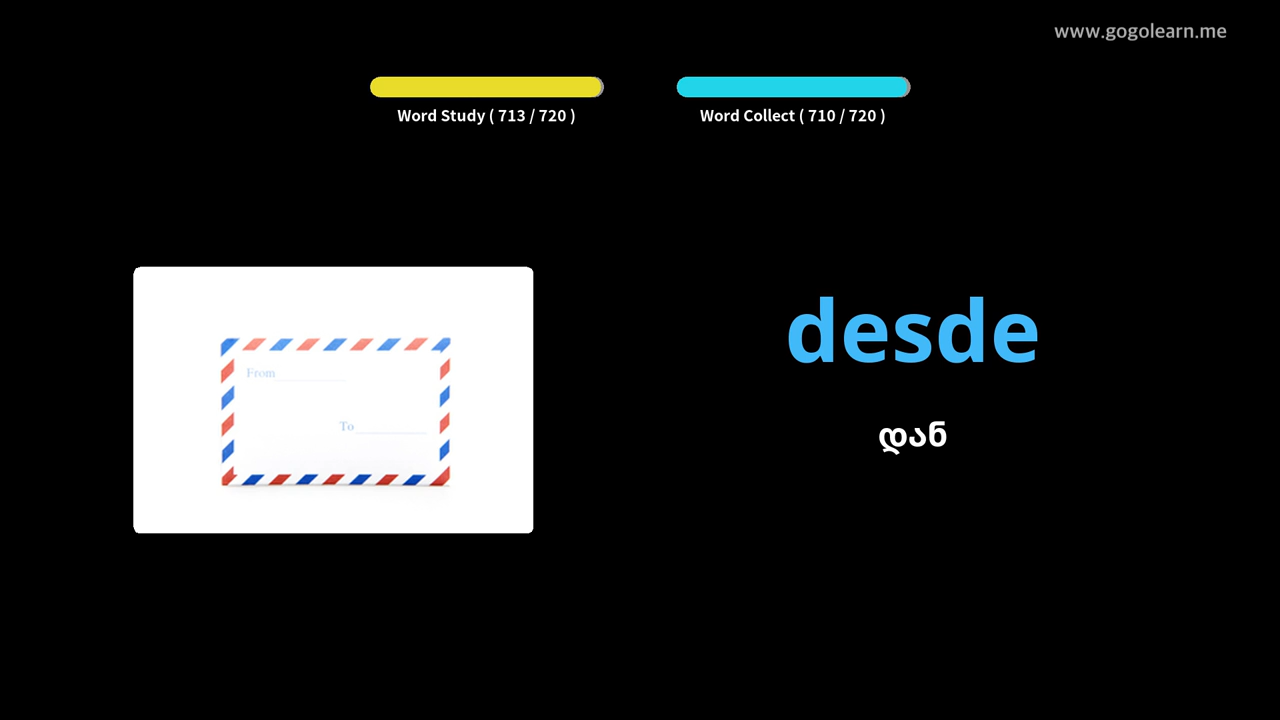 www.gogolearn.me
Word Study ( 713 / 720 )
Word Collect ( 710 / 720 )
From
To
desde
დან